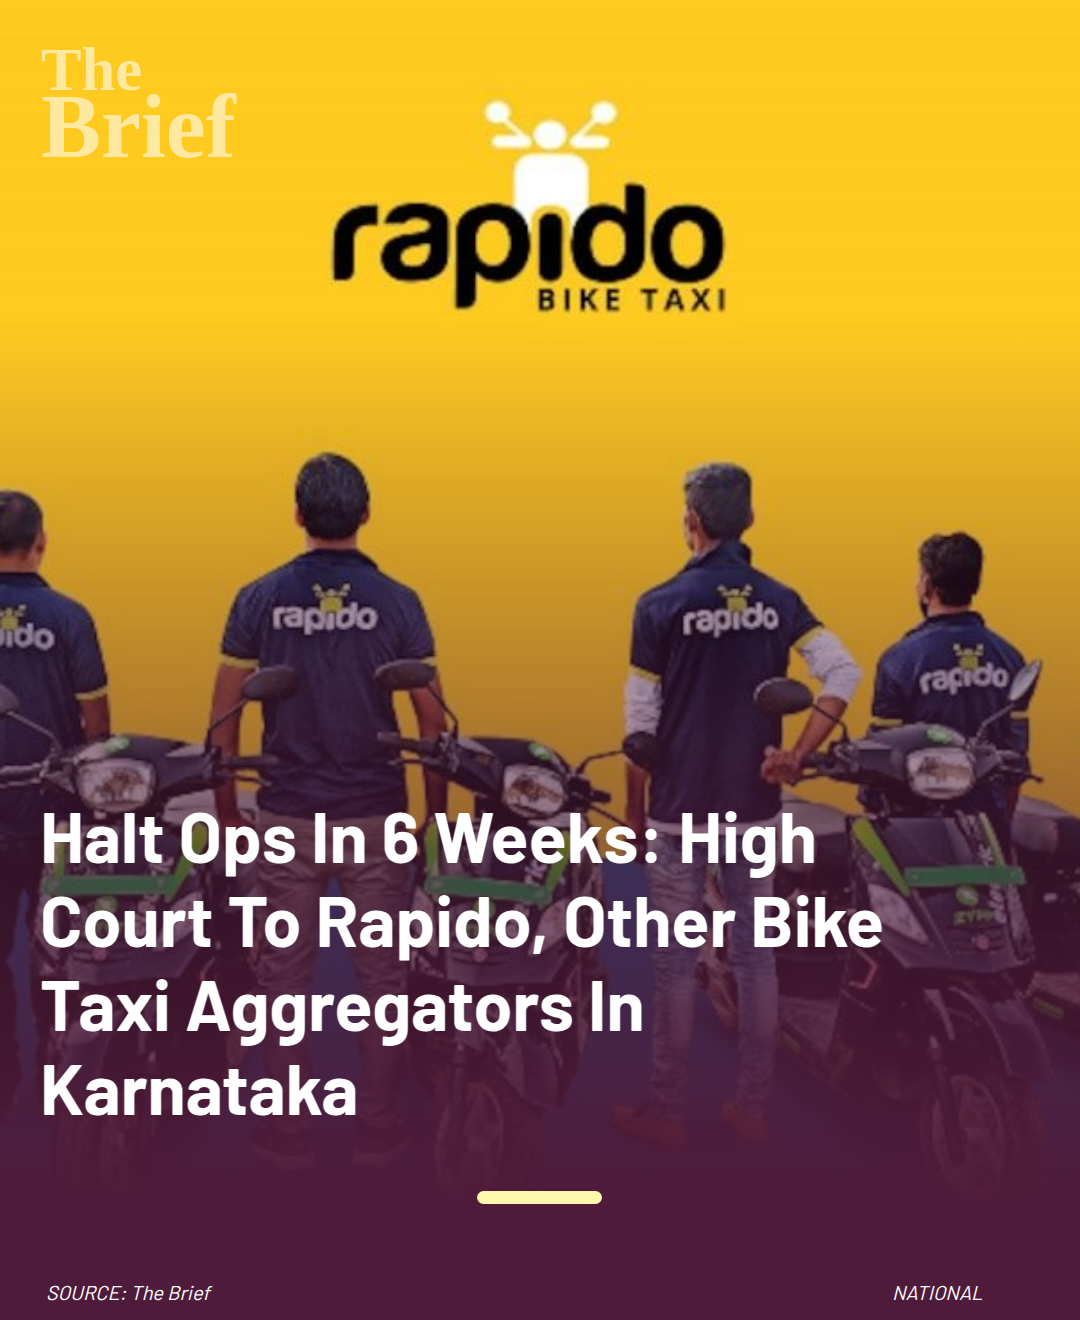 The
Brief
rapido
BIKE TAXI
rapido
rapido
rapido
Halt Ops In 6 Weeks: High
Court To Rapido, Other Bike
Taxi Aggregators In
Karnataka
SOURCE: The Brief
NATIONAL